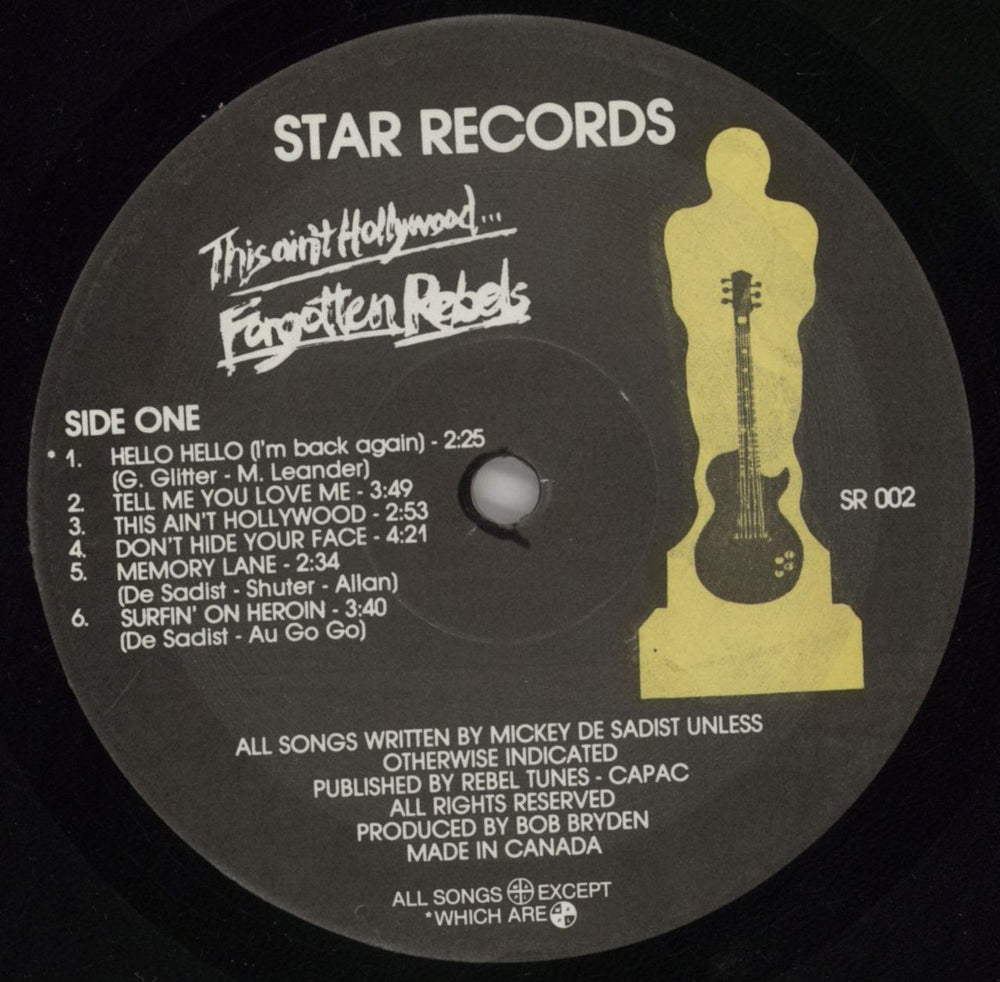 STAR RECORDS
This ain't Hollywood...
Forgotten Rebels
SIDE ONE
* 1. HELLO HELLO (I'm back again) - 2:25
(G. Glitter - M. Leander)
2. TELL ME YOU LOVE ME - 3:49
3. THIS AIN'T HOLLYWOOD - 2:53
4. DON'T HIDE YOUR FACE - 4:21
5. MEMORY LANE - 2:34
(De Sadist - Shuter - Allan)
6. SURFIN' ON HEROIN - 3:40
(De Sadist - Au Go Go)
SR 002
ALL SONGS WRITTEN BY MICKEY DE SADIST UNLESS
OTHERWISE INDICATED
PUBLISHED BY REBEL TUNES - CAPAC
ALL RIGHTS RESERVED
PRODUCED BY BOB BRYDEN
MADE IN CANADA
ALL SONGS EXCEPT
*WHICH ARE